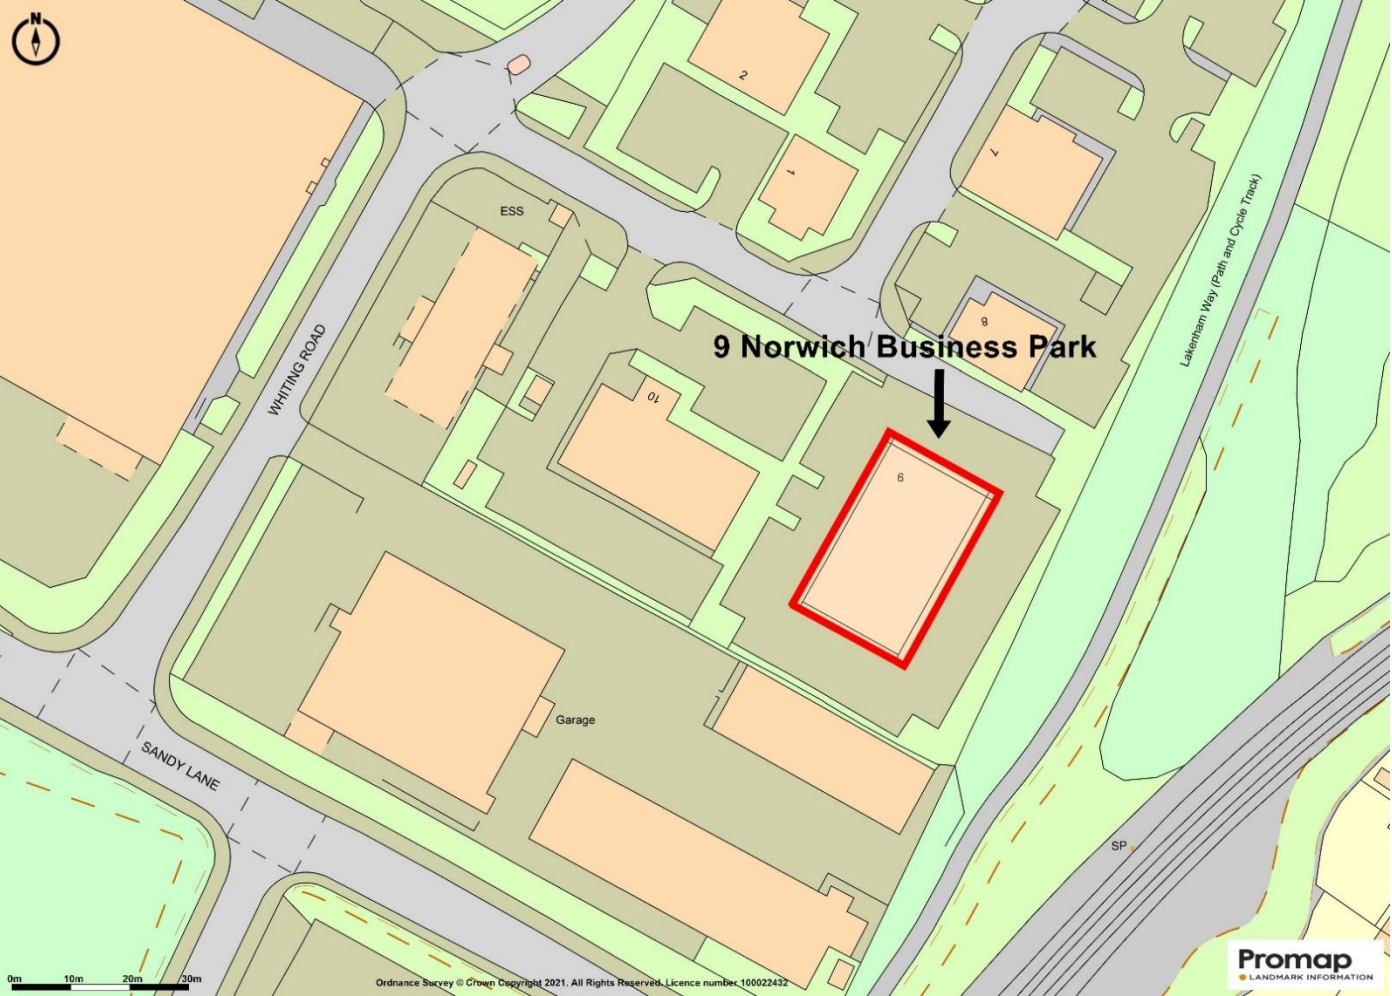 N
2
1
7
ESS
8
Lakenham Way (Path and Cycle Track)
9 Norwich Business Park
WHITING ROAD
10
9
Garage
SANDY LANE
SP
0m 10m 20m 30m
Ordnance Survey © Crown Copyright 2021. All Rights Reserved. Licence number 100022432
Promap
LANDMARK INFORMATION